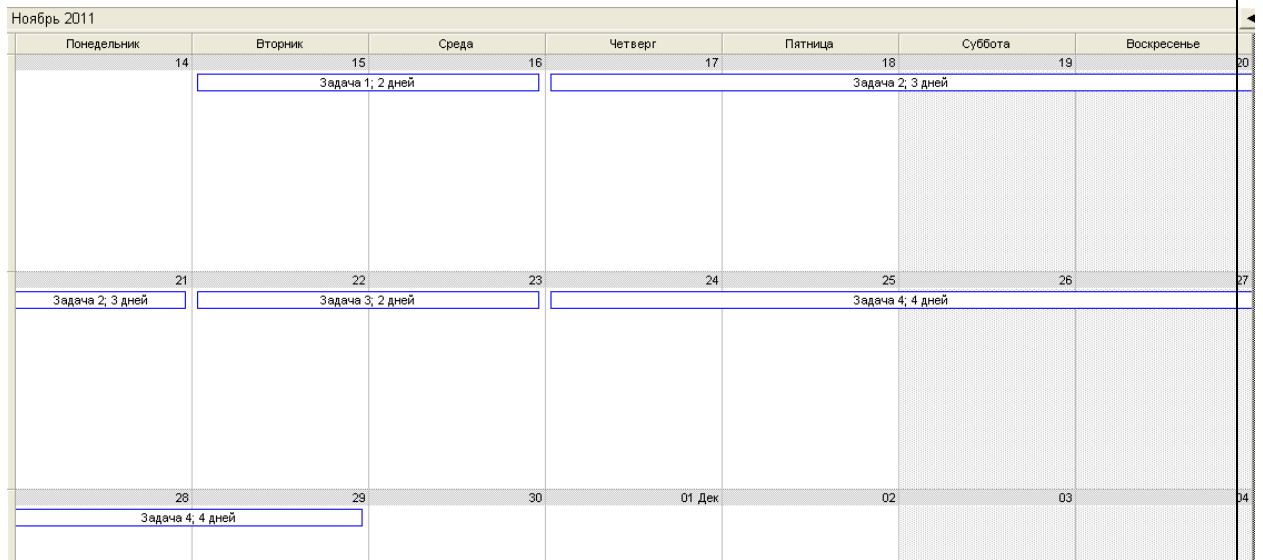 Ноябрь 2011
Понедельник Вторник Среда Четверг Пятница Суббота Воскресенье
14 15 16 17 18 19 20
Задача 1; 2 дней Задача 2; 3 дней
21 22 23 24 25 26 27
Задача 2; 3 дней Задача 3; 2 дней Задача 4; 4 дней
28 29 30 01 Дек 02 03 04
Задача 4; 4 дней